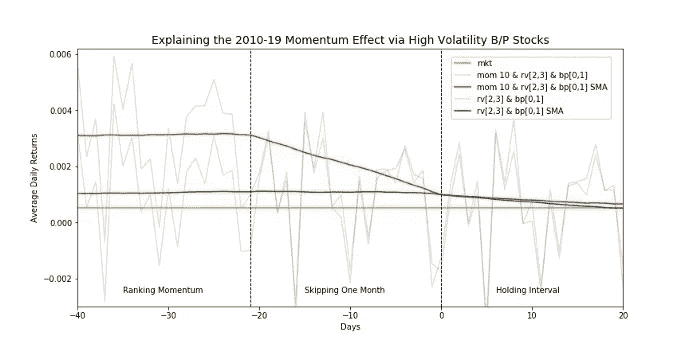 Explaining the 2010-19 Momentum Effect via High Volatility B/P Stocks
mkt
mom 10 & rv[2,3] & bp[0,1]
mom 10 & rv[2,3] & bp[0,1] SMA
rv[2,3] & bp[0,1]
rv[2,3] & bp[0,1] SMA
0.006
0.004
0.002
0.000
−0.002
Average Daily Returns
Ranking Momentum
Skipping One Month
Holding Interval
−40
−30
−20
−10
0
10
20
Days